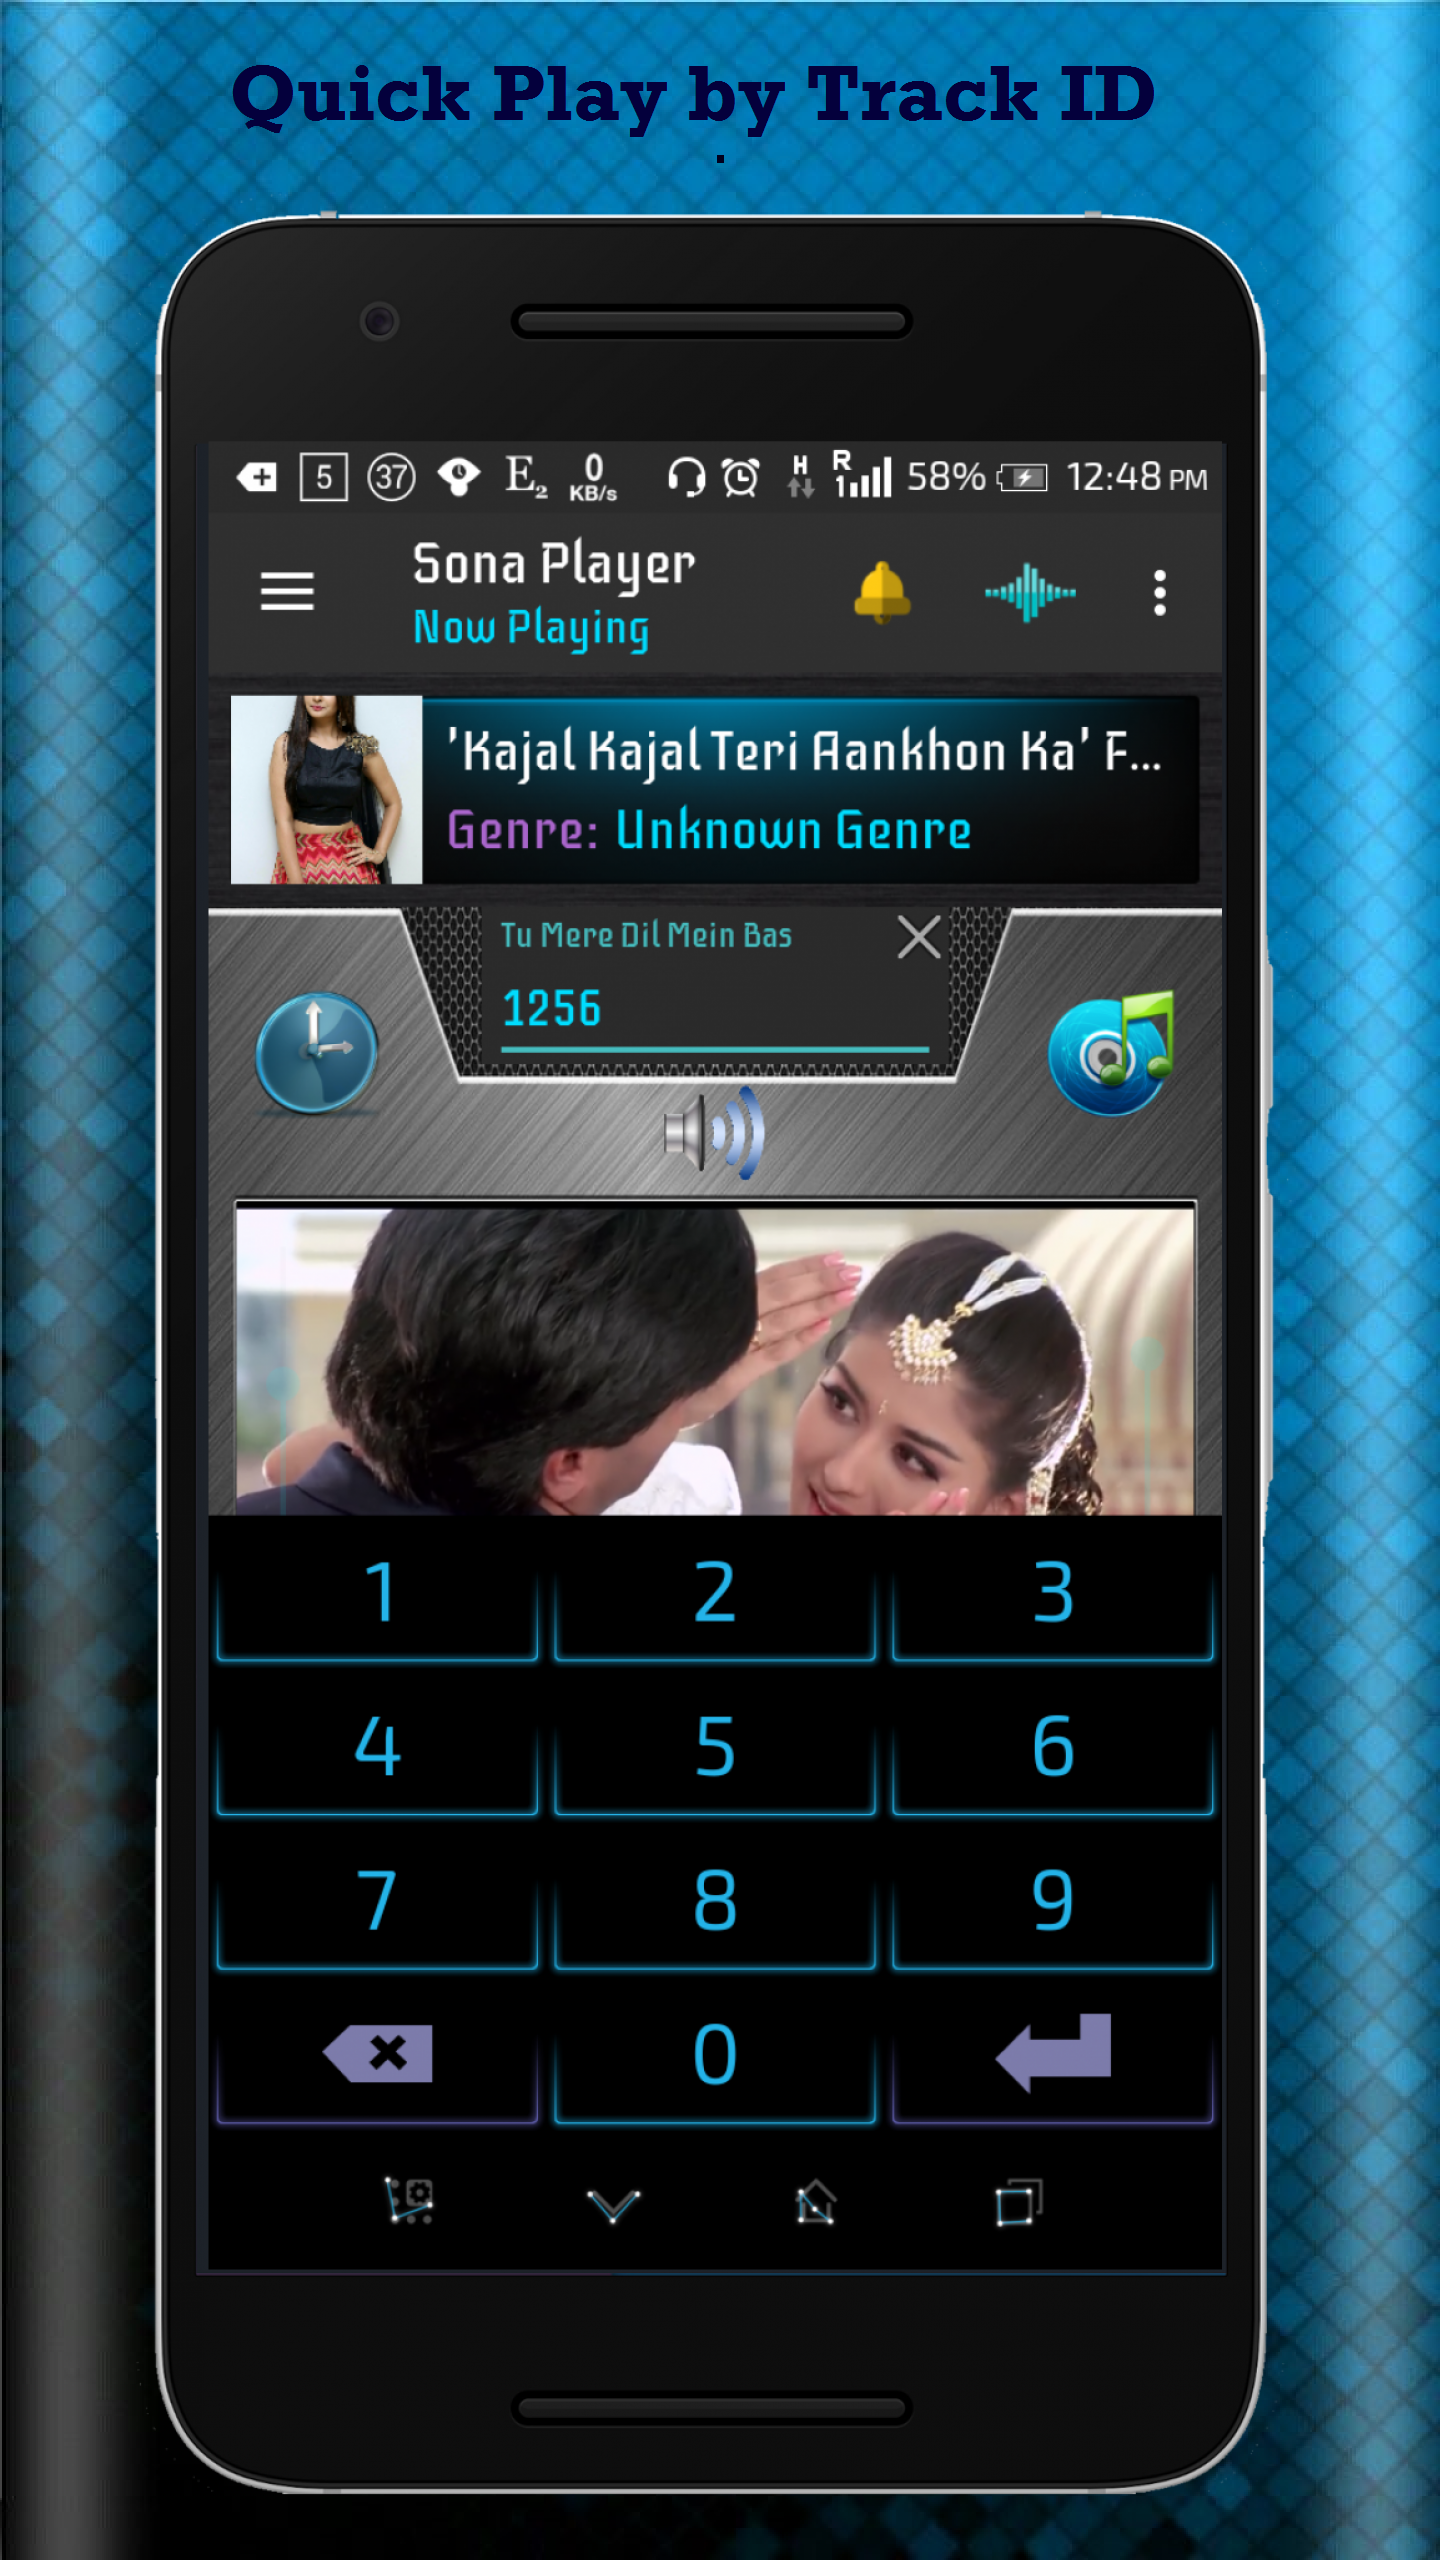 Quick Play by Track ID
.
5 37 E2 0 KB/s H R 1 58% 12:48 PM
Sona Player
Now Playing
'Kajal Kajal Teri Aankhon Ka' F...
Genre: Unknown Genre
Tu Mere Dil Mein Bas
1256
1 2 3
4 5 6
7 8 9
0